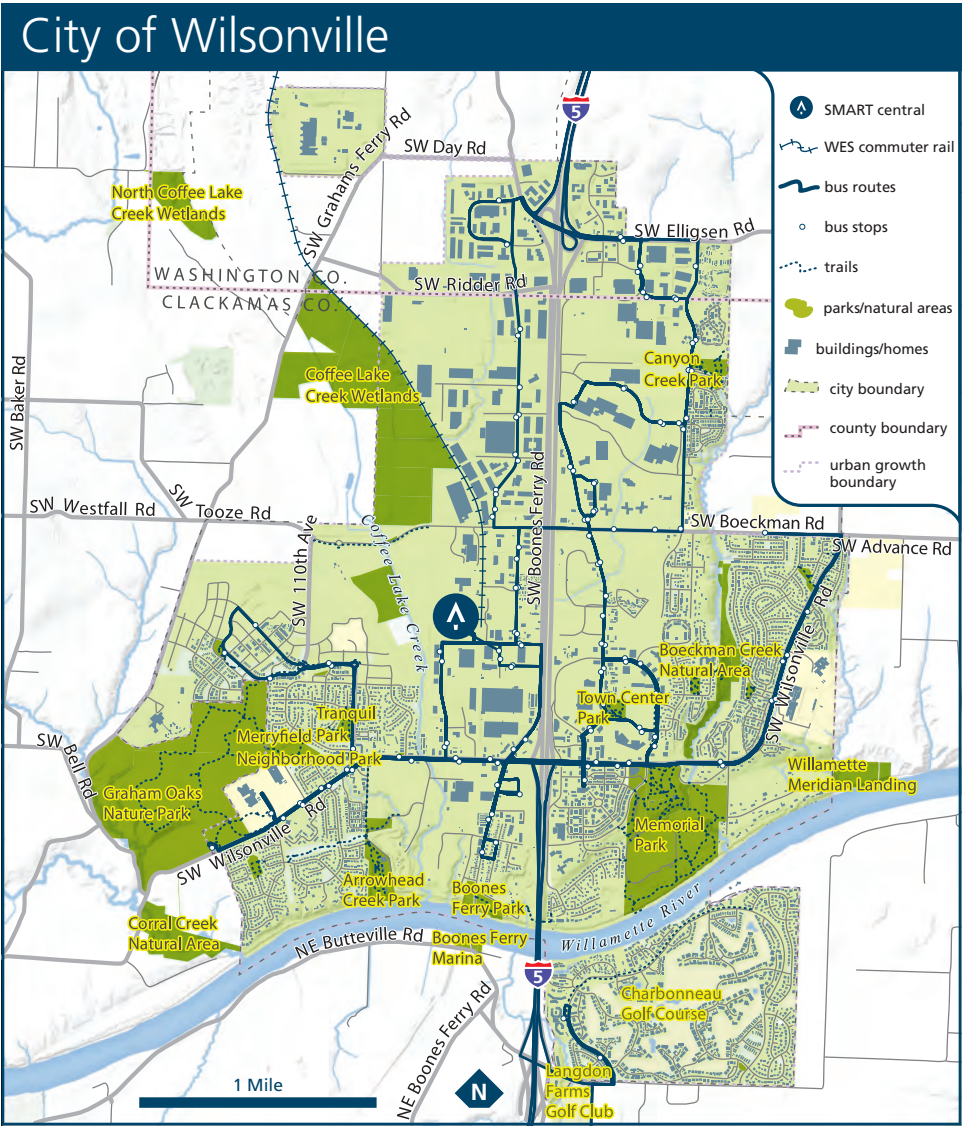 City of Wilsonville
5
SMART central
WES commuter rail
bus routes
bus stops
trails
parks/natural areas
buildings/homes
city boundary
county boundary
urban growth
boundary
SW Grahams Ferry Rd
SW Day Rd
North Coffee Lake
Creek Wetlands
SW Elligsen Rd
WASHINGTON CO.
CLACKAMAS CO.
SW Ridder Rd
Canyon
Creek Park
Coffee Lake
Creek Wetlands
SW Baker Rd
SW Boones Ferry Rd
SW Westfall Rd
SW Tooze Rd
SW 110th Ave
Coffee Lake Creek
SW Boeckman Rd
SW Advance Rd
SW Wilsonville Rd
Boeckman Creek
Natural Area
Town Center
Park
Tranquil
Park
Merryfield
Neighborhood Park
SW Bell Rd
Graham Oaks
Nature Park
SW Wilsonville Rd
Willamette
Meridian Landing
Memorial
Park
Arrowhead
Creek Park
Boones
Ferry Park
Corral Creek
Natural Area
NE Butteville Rd
Boones Ferry
Marina
Willamette River
5
Charbonneau
Golf Course
NE Boones Ferry Rd
Langdon
Farms
Golf Club
1 Mile
N